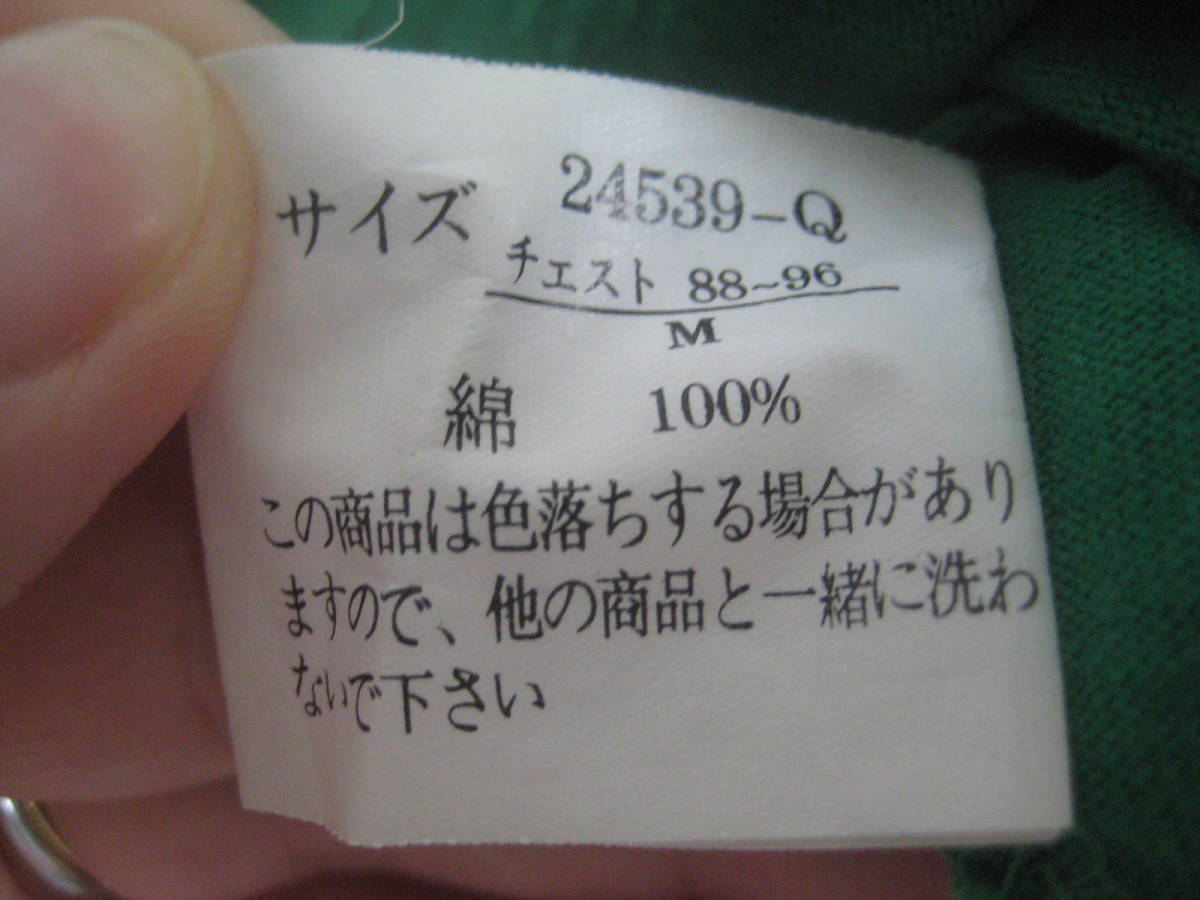 サイズ 24539-Q
チェスト 88~96
M
綿 100%
この商品は色落ちする場合があり
ますので、他の商品と一緒に洗わ
ないで下さい